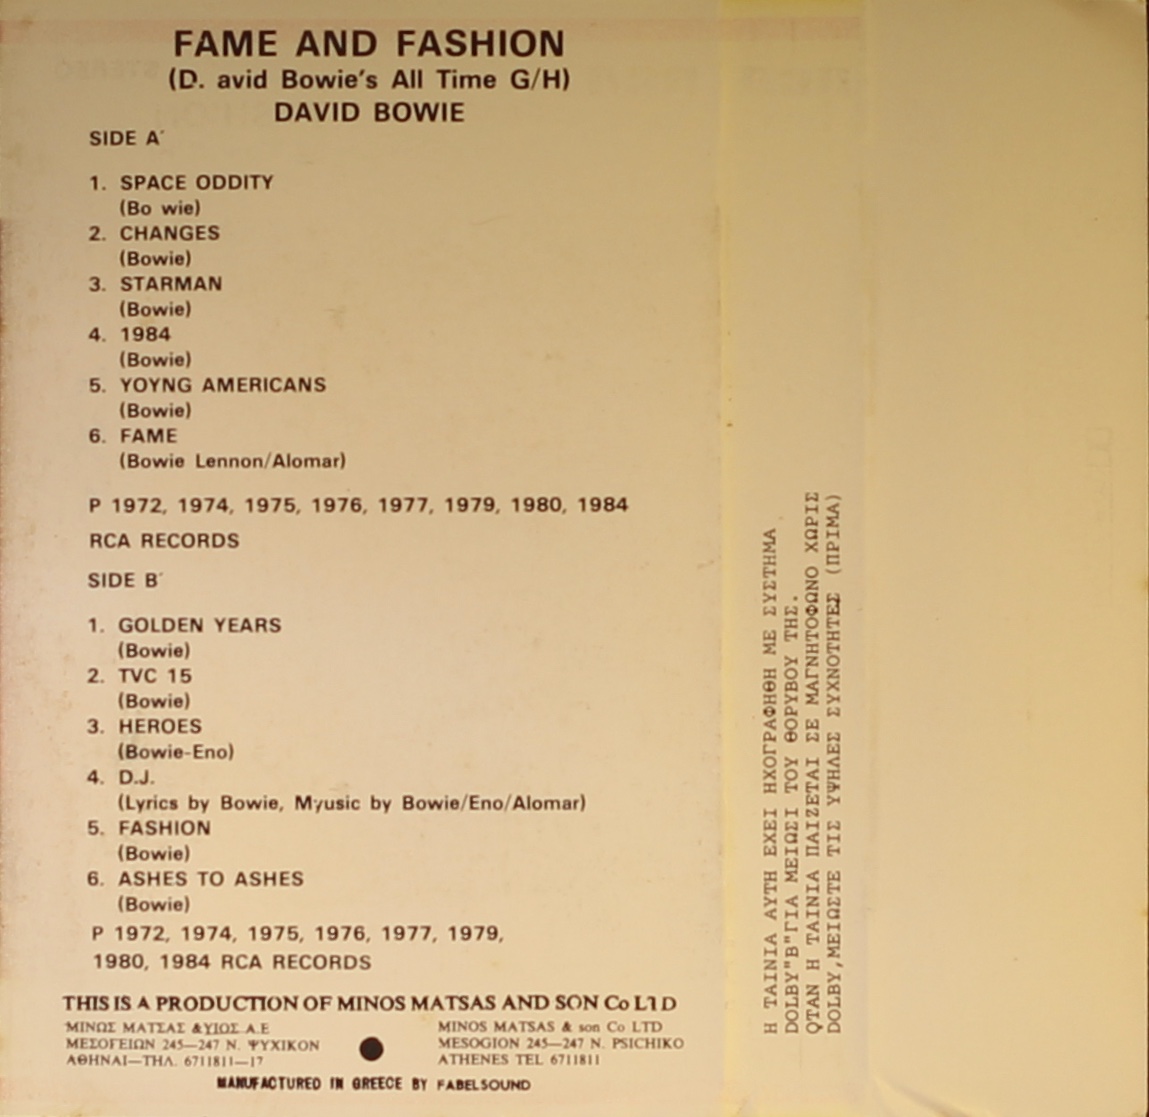 FAME AND FASHION
(D. avid Bowie's All Time G/H)
DAVID BOWIE
SIDE A΄
1. SPACE ODDITY
(Bo wie)
2. CHANGES
(Bowie)
3. STARMAN
(Bowie)
4. 1984
(Bowie)
5. YOYNG AMERICANS
(Bowie)
6. FAME
(Bowie Lennon/Alomar)
P 1972, 1974, 1975, 1976, 1977, 1979, 1980, 1984
RCA RECORDS
SIDE B΄
1. GOLDEN YEARS
(Bowie)
2. TVC 15
(Bowie)
3. HEROES
(Bowie-Eno)
4. D.J.
(Lyrics by Bowie, Myusic by Bowie/Eno/Alomar)
5. FASHION
(Bowie)
6. ASHES TO ASHES
(Bowie)
P 1972, 1974, 1975, 1976, 1977, 1979,
1980, 1984 RCA RECORDS
THIS IS A PRODUCTION OF MINOS MATSAS AND SON Co LTD
ΜΙΝΩΣ ΜΑΤΣΑΣ & ΥΙΟΣ Α.Ε
ΜΕΣΟΓΕΙΩΝ 245—247 Ν. ΨΥΧΙΚΟΝ
ΑΘΗΝΑΙ—ΤΗΛ. 6711811—17
MINOS MATSAS & son Co LTD
MESOGION 245—247 N. PSICHIKO
ATHENES TEL 6711811
MANUFACTURED IN GREECE BY FABELSOUND
Η ΤΑΙΝΙΑ ΑΥΤΗ ΕΧΕΙ ΗΧΟΓΡΑΦΗΘΗ ΜΕ ΣΥΣΤΗΜΑ
DOLBY"B"ΓΙΑ ΜΕΙΩΣΙ ΤΟΥ ΘΟΡΥΒΟΥ ΤΗΣ.
ΟΤΑΝ Η ΤΑΙΝΙΑ ΠΑΙΖΕΤΑΙ ΣΕ ΜΑΓΝΗΤΟΦΩΝΟ ΧΩΡΙΣ
DOLBY,ΜΕΙΩΣΤΕ ΤΙΣ ΥΨΗΛΕΣ ΣΥΧΝΟΤΗΤΕΣ (ΠΡΙΜΑ)